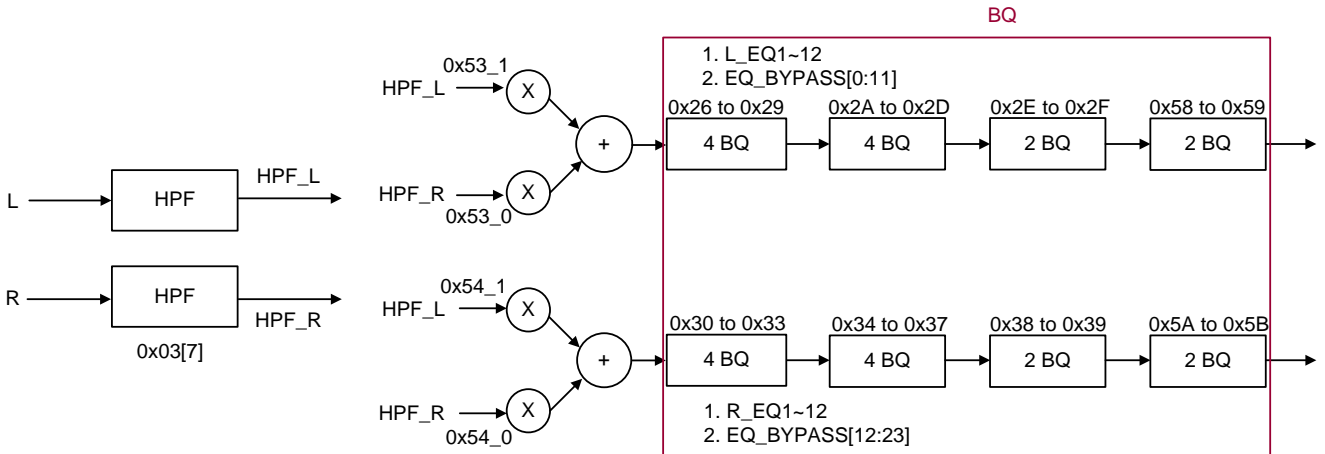 BQ
L
HPF
HPF_L
R
HPF
HPF_R
0x03[7]
0x53_1
HPF_L
X
HPF_R
X
0x53_0
+
1. L_EQ1~12
2. EQ_BYPASS[0:11]
0x26 to 0x29
4 BQ
0x2A to 0x2D
4 BQ
0x2E to 0x2F
2 BQ
0x58 to 0x59
2 BQ
0x54_1
HPF_L
X
HPF_R
X
0x54_0
+
0x30 to 0x33
4 BQ
0x34 to 0x37
4 BQ
0x38 to 0x39
2 BQ
0x5A to 0x5B
2 BQ
1. R_EQ1~12
2. EQ_BYPASS[12:23]